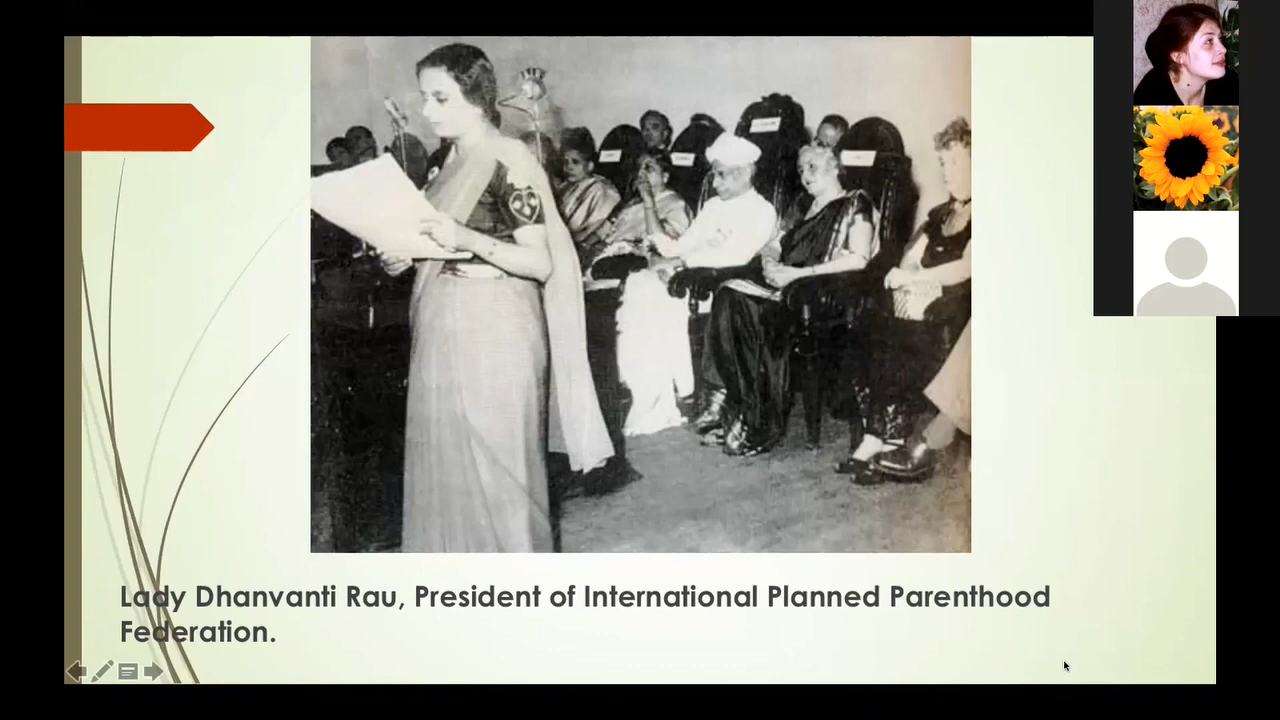 Lady Dhanvanti Rau, President of International Planned Parenthood
Federation.